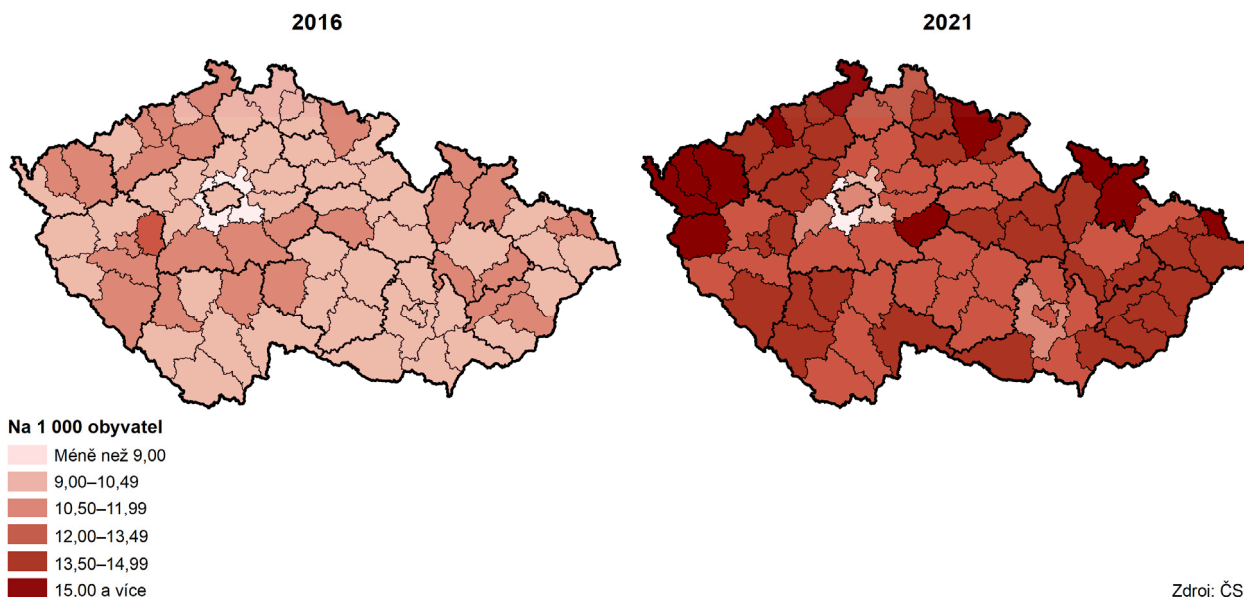 2016
2021
Na 1 000 obyvatel
Méně než 9,00
9,00–10,49
10,50–11,99
12,00–13,49
13,50–14,99
15,00 a více
Zdroj: ČS